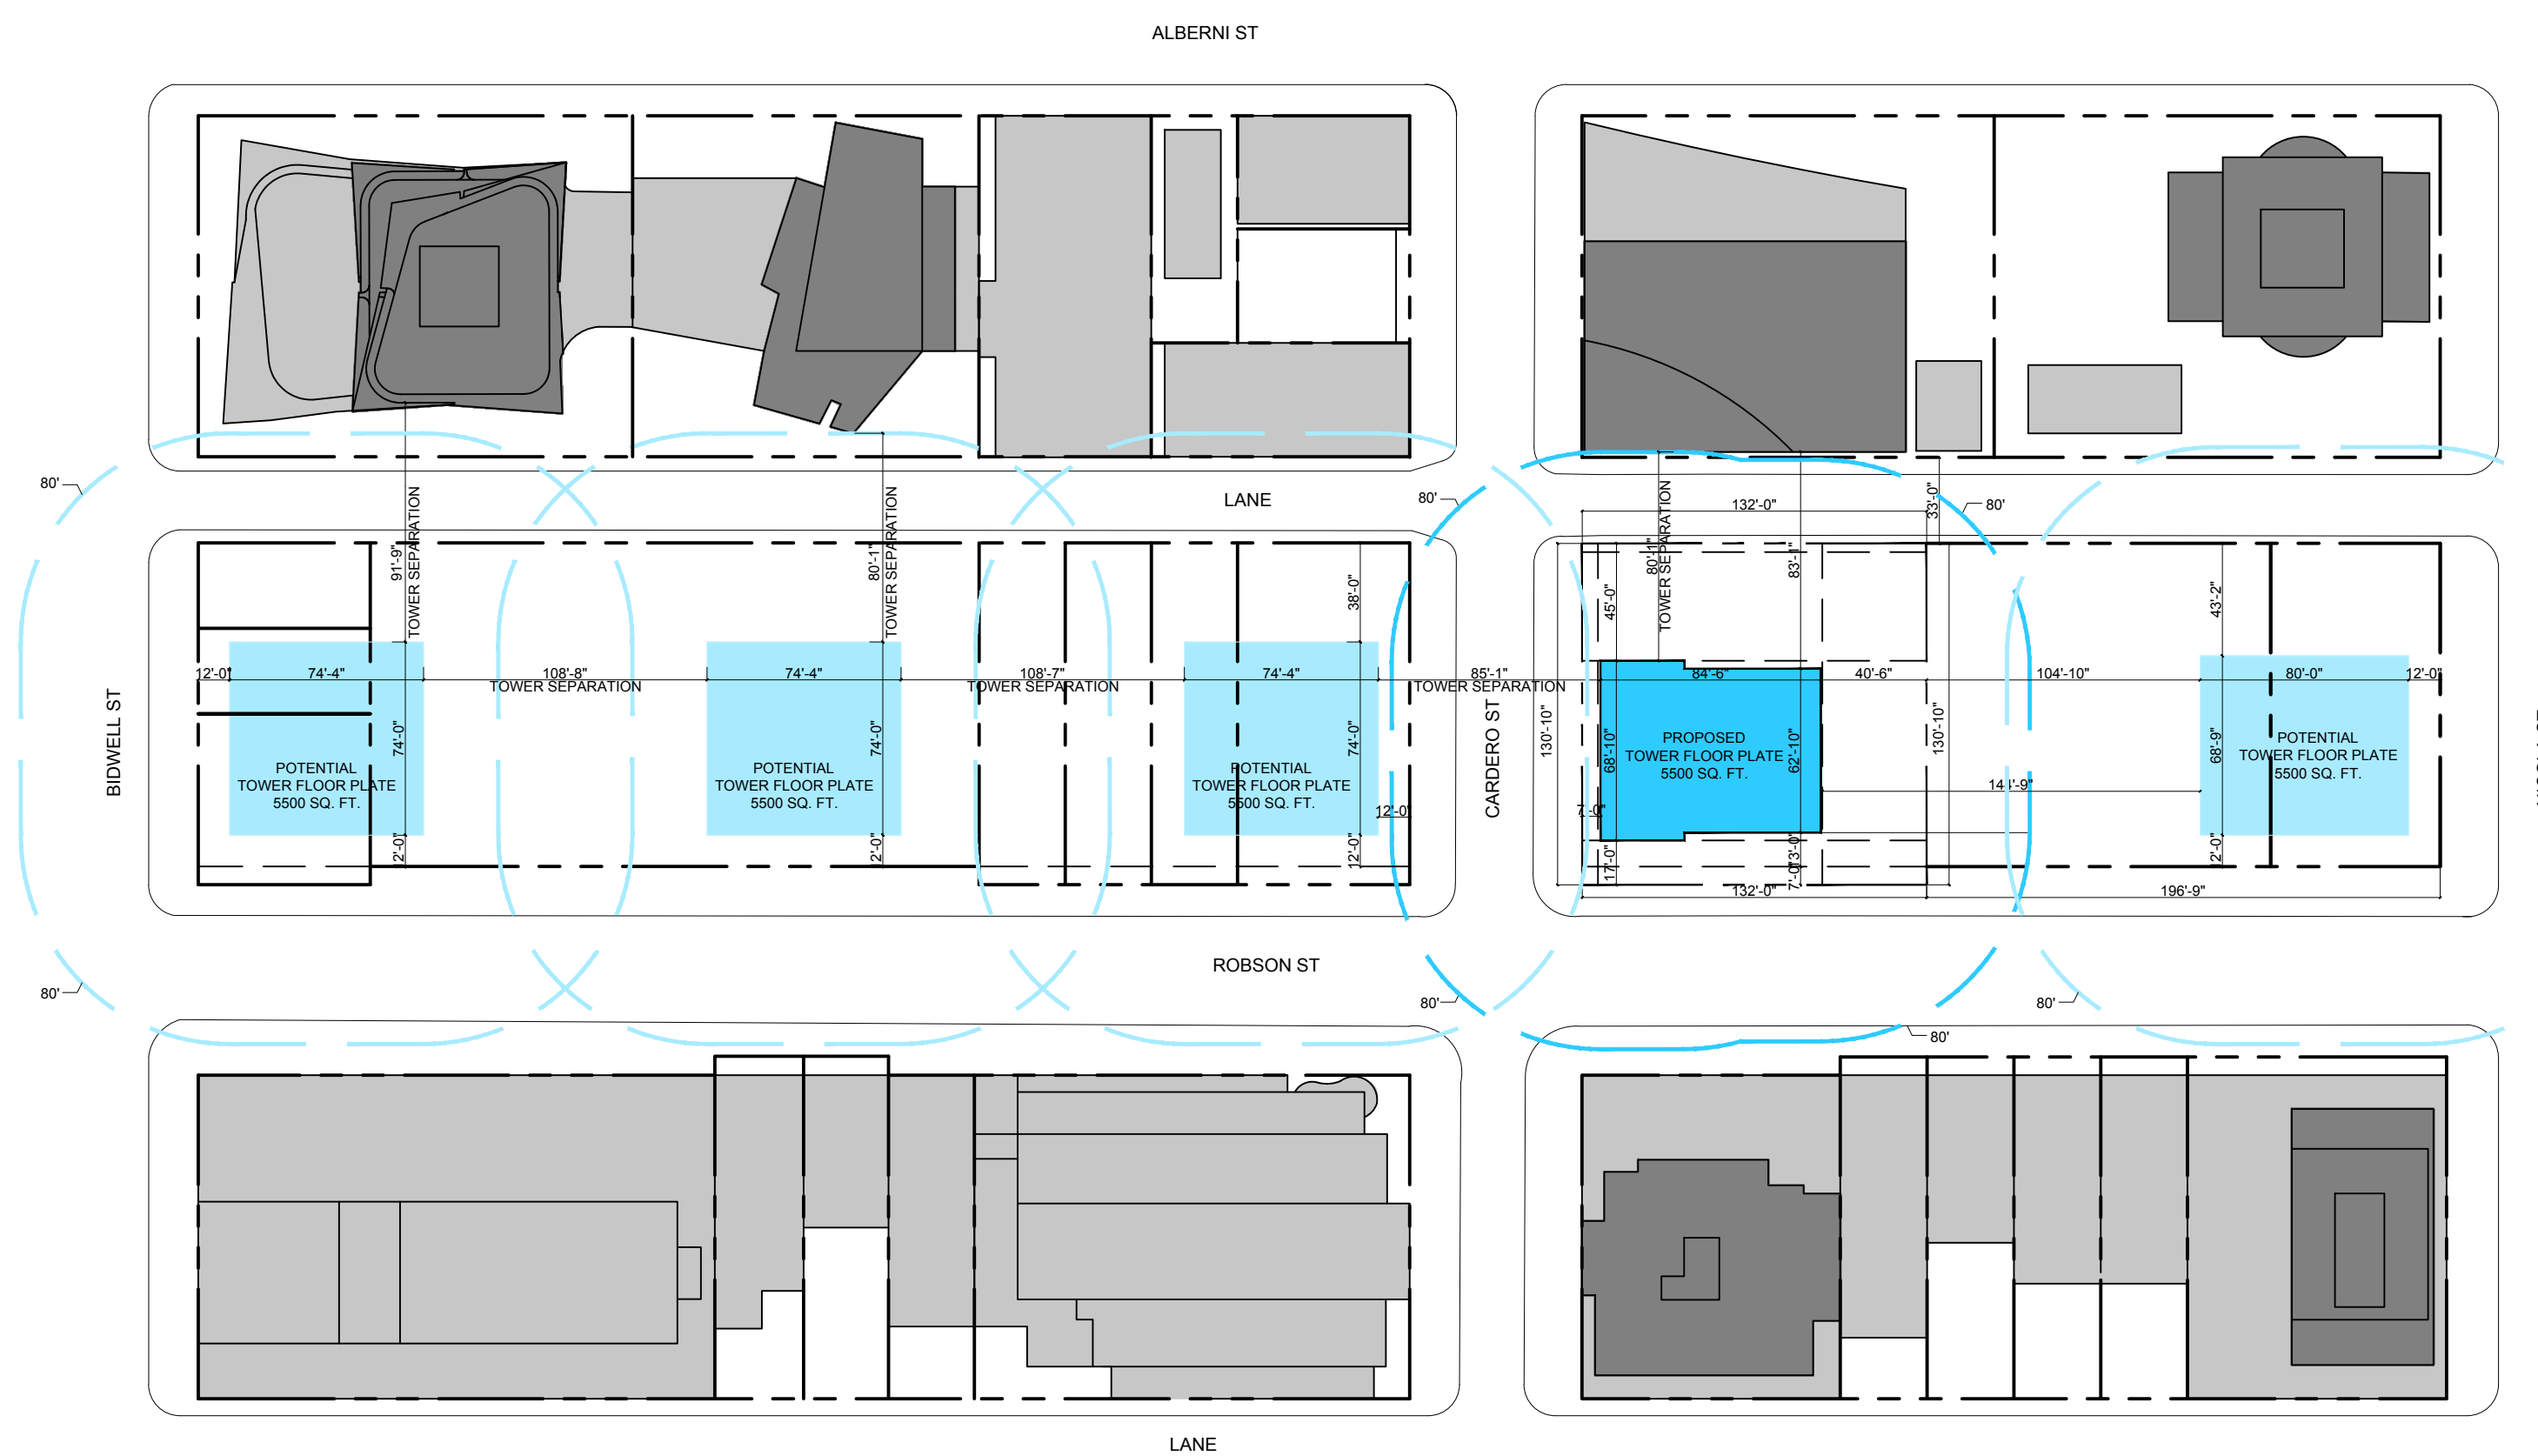 ALBERNI ST
80'
LANE
80'
132'-0"
33'-0"
80'
91'-9"
TOWER SEPARATION
80'-1"
TOWER SEPARATION
38'-0"
45'-0"
80'-1"
TOWER SEPARATION
83'-1"
43'-2"
12'-0"
74'-4"
108'-8"
TOWER SEPARATION
74'-4"
108'-7"
TOWER SEPARATION
74'-4"
85'-1"
TOWER SEPARATION
84'-6"
40'-6"
104'-10"
80'-0"
12'-0"
BIDWELL ST
74'-0"
POTENTIAL
TOWER FLOOR PLATE
5500 SQ. FT.
2'-0"
74'-0"
POTENTIAL
TOWER FLOOR PLATE
5500 SQ. FT.
2'-0"
74'-0"
POTENTIAL
TOWER FLOOR PLATE
5500 SQ. FT.
12'-0"
12'-0"
CARDERO ST
130'-10"
7'-0"
68'-10"
PROPOSED
TOWER FLOOR PLATE
5500 SQ. FT.
62'-10"
130'-10"
144'-9"
68'-9"
POTENTIAL
TOWER FLOOR PLATE
5500 SQ. FT.
12'-0"
17'-0"
7'-0"
13'-0"
132'-0"
196'-9"
ROBSON ST
80'
80'
80'
80'
LANE